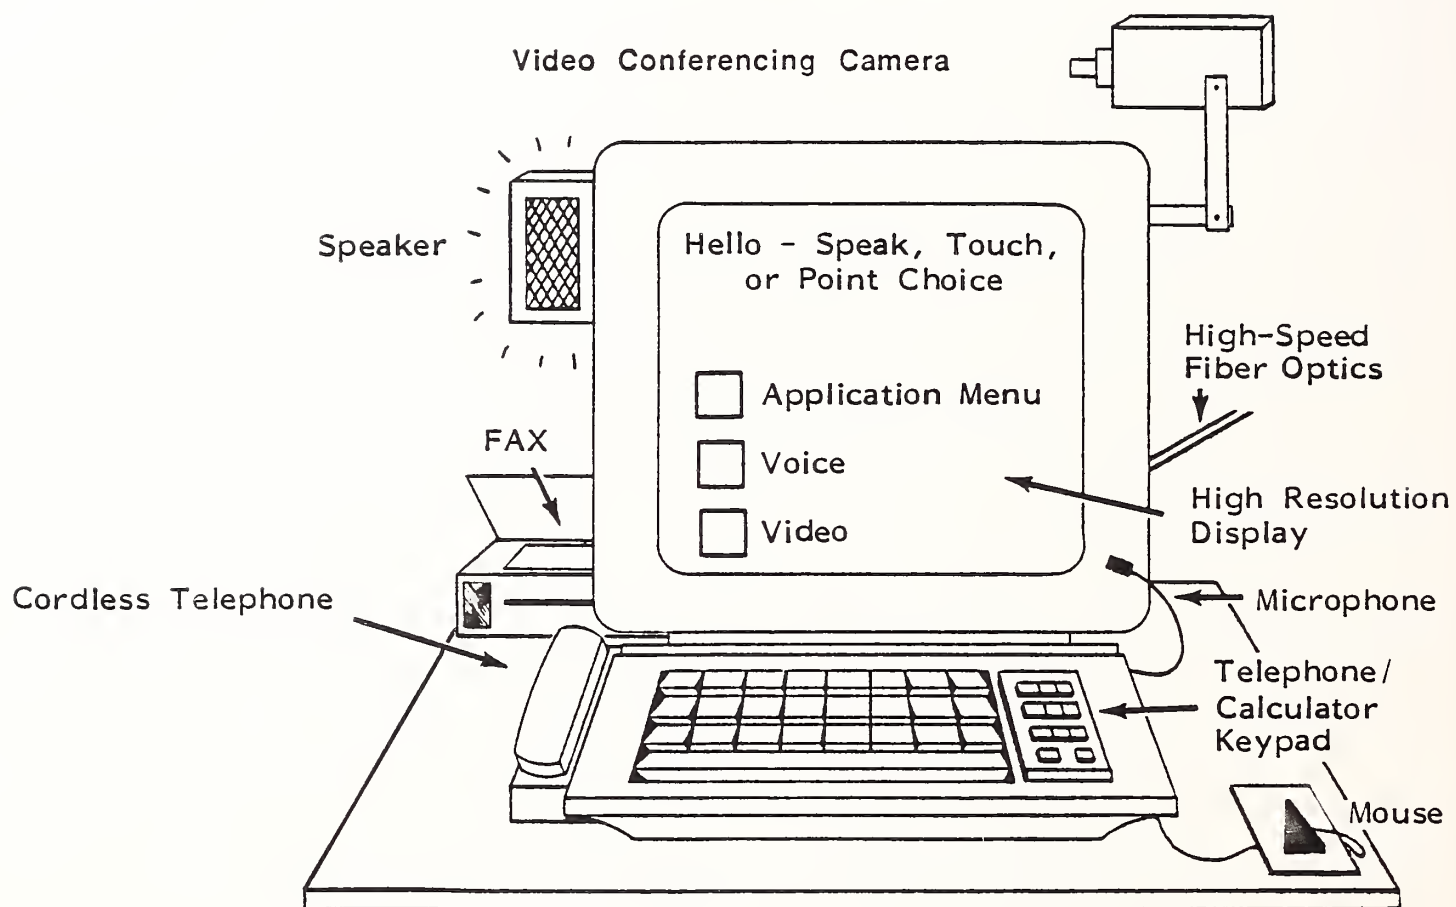 Video Conferencing Camera
Speaker
Hello - Speak, Touch,
or Point Choice
High-Speed
Fiber Optics
Application Menu
FAX
Voice
High Resolution
Display
Video
Cordless Telephone
Microphone
Telephone/
Calculator
Keypad
Mouse